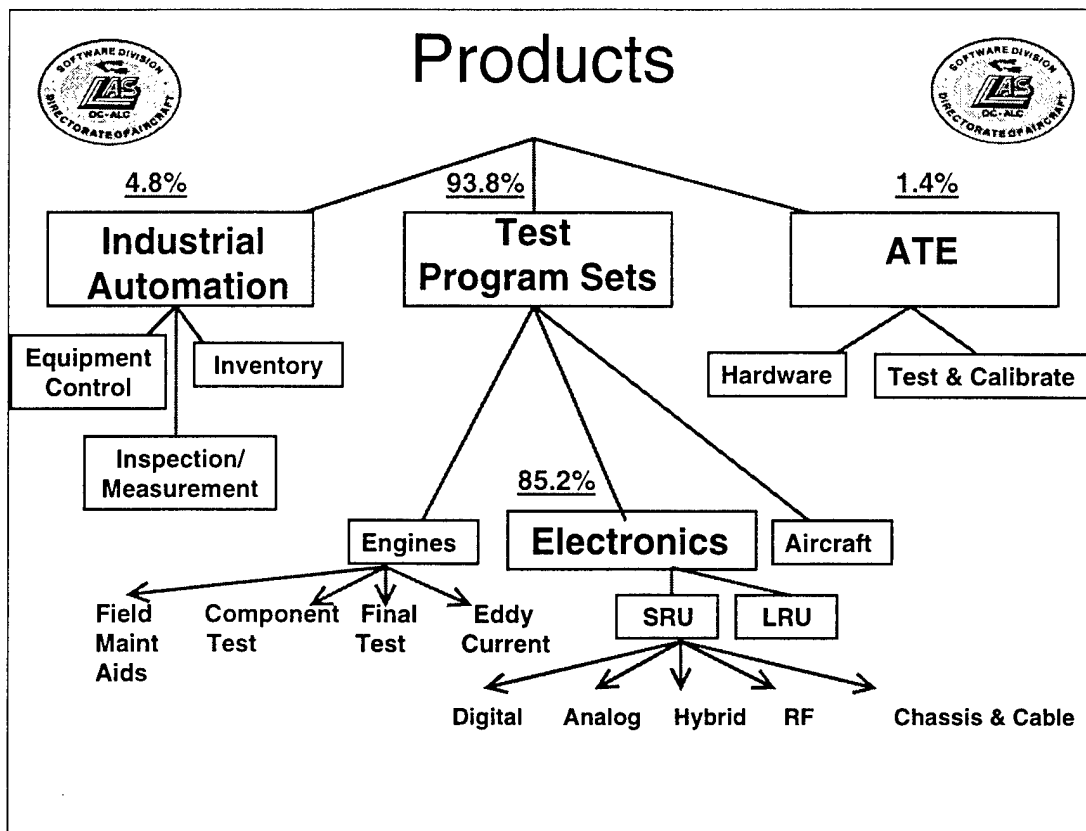 Products
SOFTWARE DIVISION
LAS
OC-ALC
DIRECTORATE OF AIRCRAFT
SOFTWARE DIVISION
LAS
OC-ALC
DIRECTORATE OF AIRCRAFT
4.8%
93.8%
1.4%
Industrial
Automation
Test
Program Sets
ATE
Equipment
Control
Inventory
Hardware
Test & Calibrate
Inspection/
Measurement
85.2%
Engines
Electronics
Aircraft
Field
Maint
Aids
Component
Test
Final
Test
Eddy
Current
SRU
LRU
Digital
Analog
Hybrid
RF
Chassis & Cable